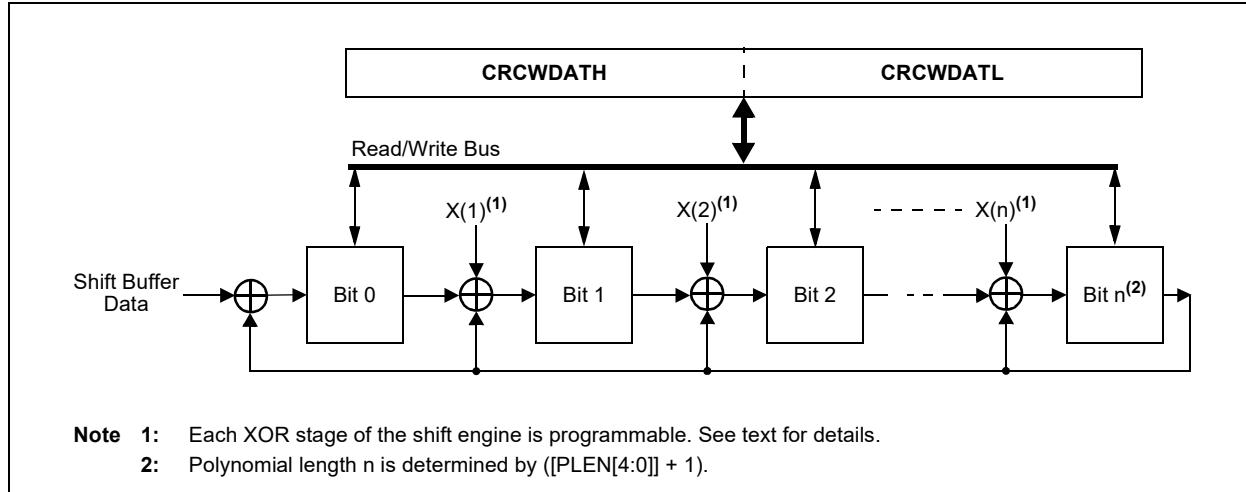 CRCWDATH CRCWDATL
Read/Write Bus
X(1)(1) X(2)(1) X(n)(1)
Shift Buffer
Data
Bit 0 Bit 1 Bit 2 Bit n(2)
Note 1: Each XOR stage of the shift engine is programmable. See text for details.
2: Polynomial length n is determined by ([PLEN[4:0]] + 1).